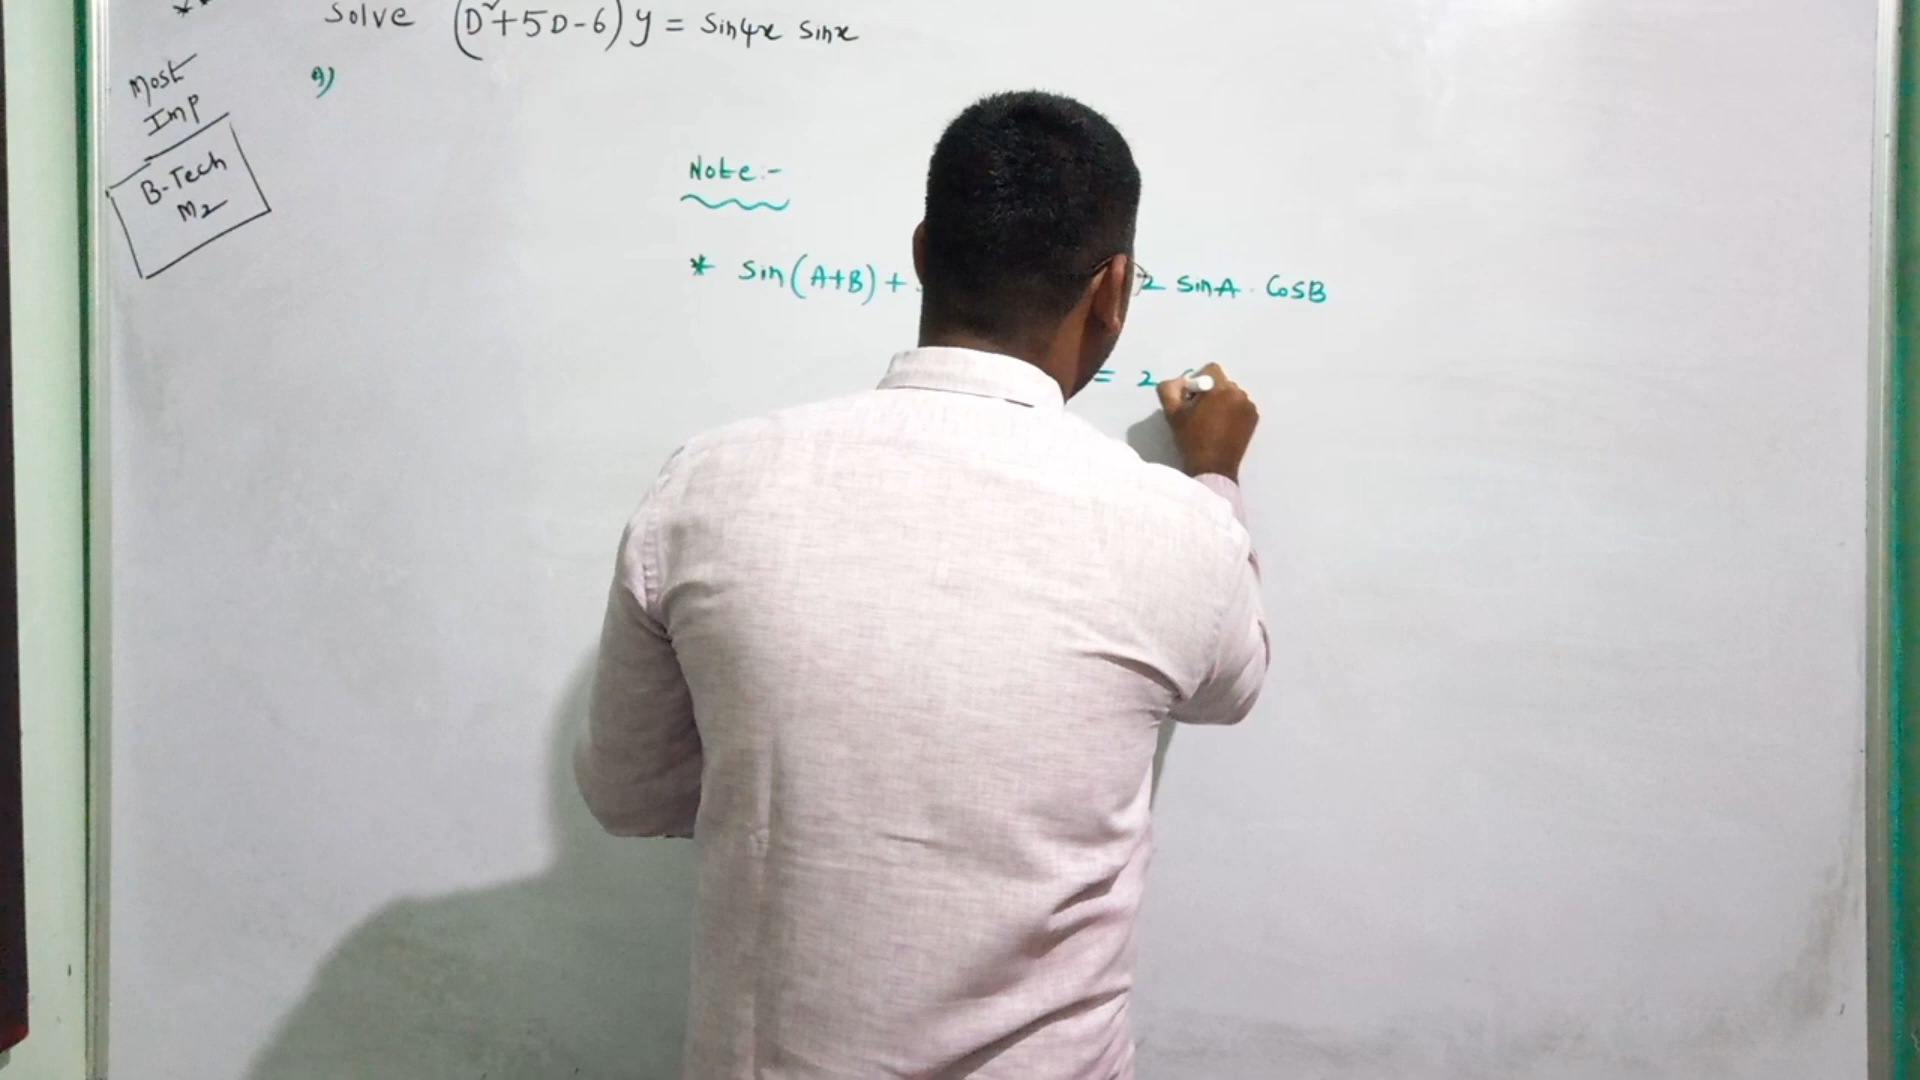 Solve (D²+5D-6) y = Sin4x Sinx
Most
Imp
A)
B-Tech
M2
Note:-
* Sin(A+B) + 2 SinA . CosB
= 2